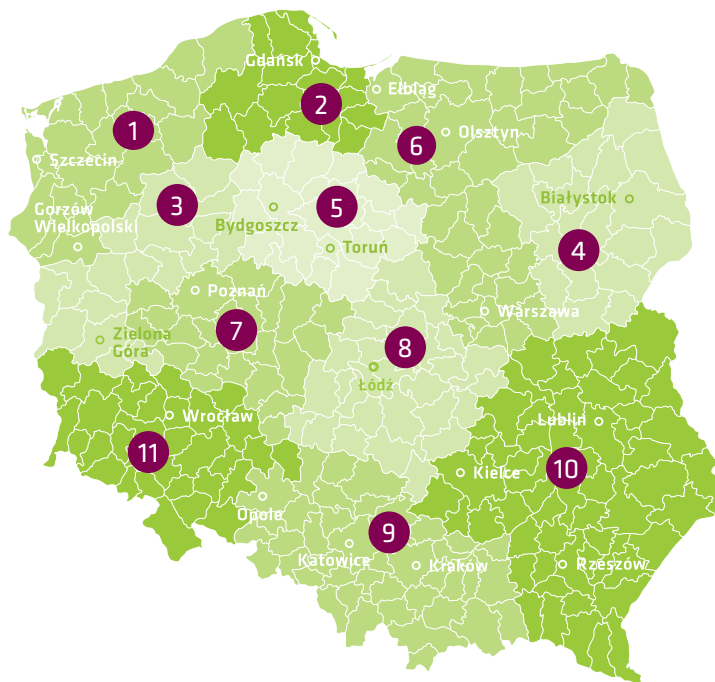 Gdańsk
Elbląg
2
1
6
Olsztyn
Szczecin
3
5
Białystok
Gorzów
Wielkopolski
Bydgoszcz
Toruń
4
Poznań
Warszawa
7
Zielona
Góra
8
Łódź
Wrocław
Lublin
11
10
Kielce
Opole
9
Katowice
Kraków
Rzeszów